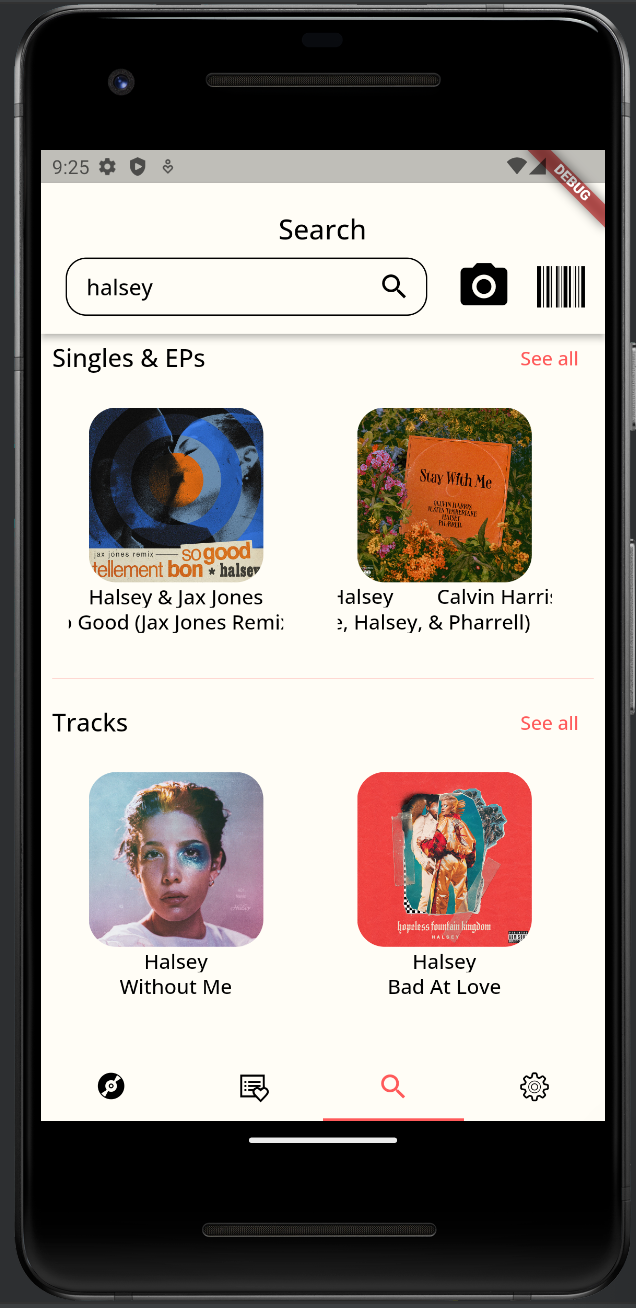 9:25
DEBUG
Search
halsey
Singles & EPs
See all
jax jones remix
so good
tellement bon * halsey
Stay With Me
CALVIN HARRIS
JUSTIN TIMBERLAKE
HALSEY
PHARRELL
Halsey & Jax Jones
Good (Jax Jones Remix
Halsey Calvin Harris
e, Halsey, & Pharrell)
Tracks
See all
hopeless fountain kingdom
HALSEY
Halsey
Without Me
Halsey
Bad At Love